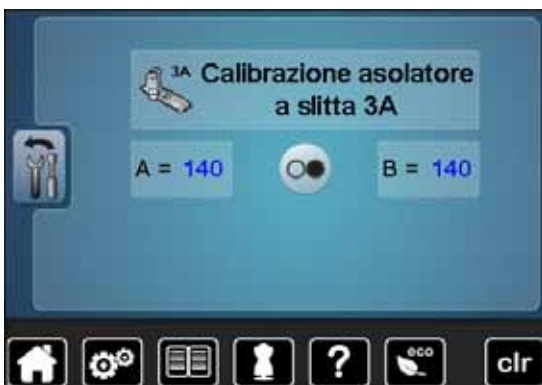 3A Calibrazione asolatore
a slitta 3A
A = 140
B = 140
?
eco
clr